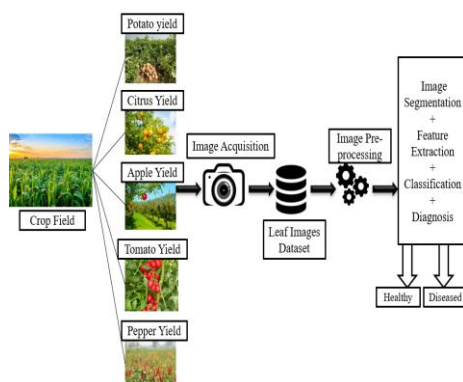 Potato yield
Citrus Yield
Apple Yield
Tomato Yield
Pepper Yield
Crop Field
Image Acquisition
Leaf Images
Dataset
Image Pre-
processing
Image
Segmentation
+
Feature
Extraction
+
Classification
+
Diagnosis
Healthy
Diseased